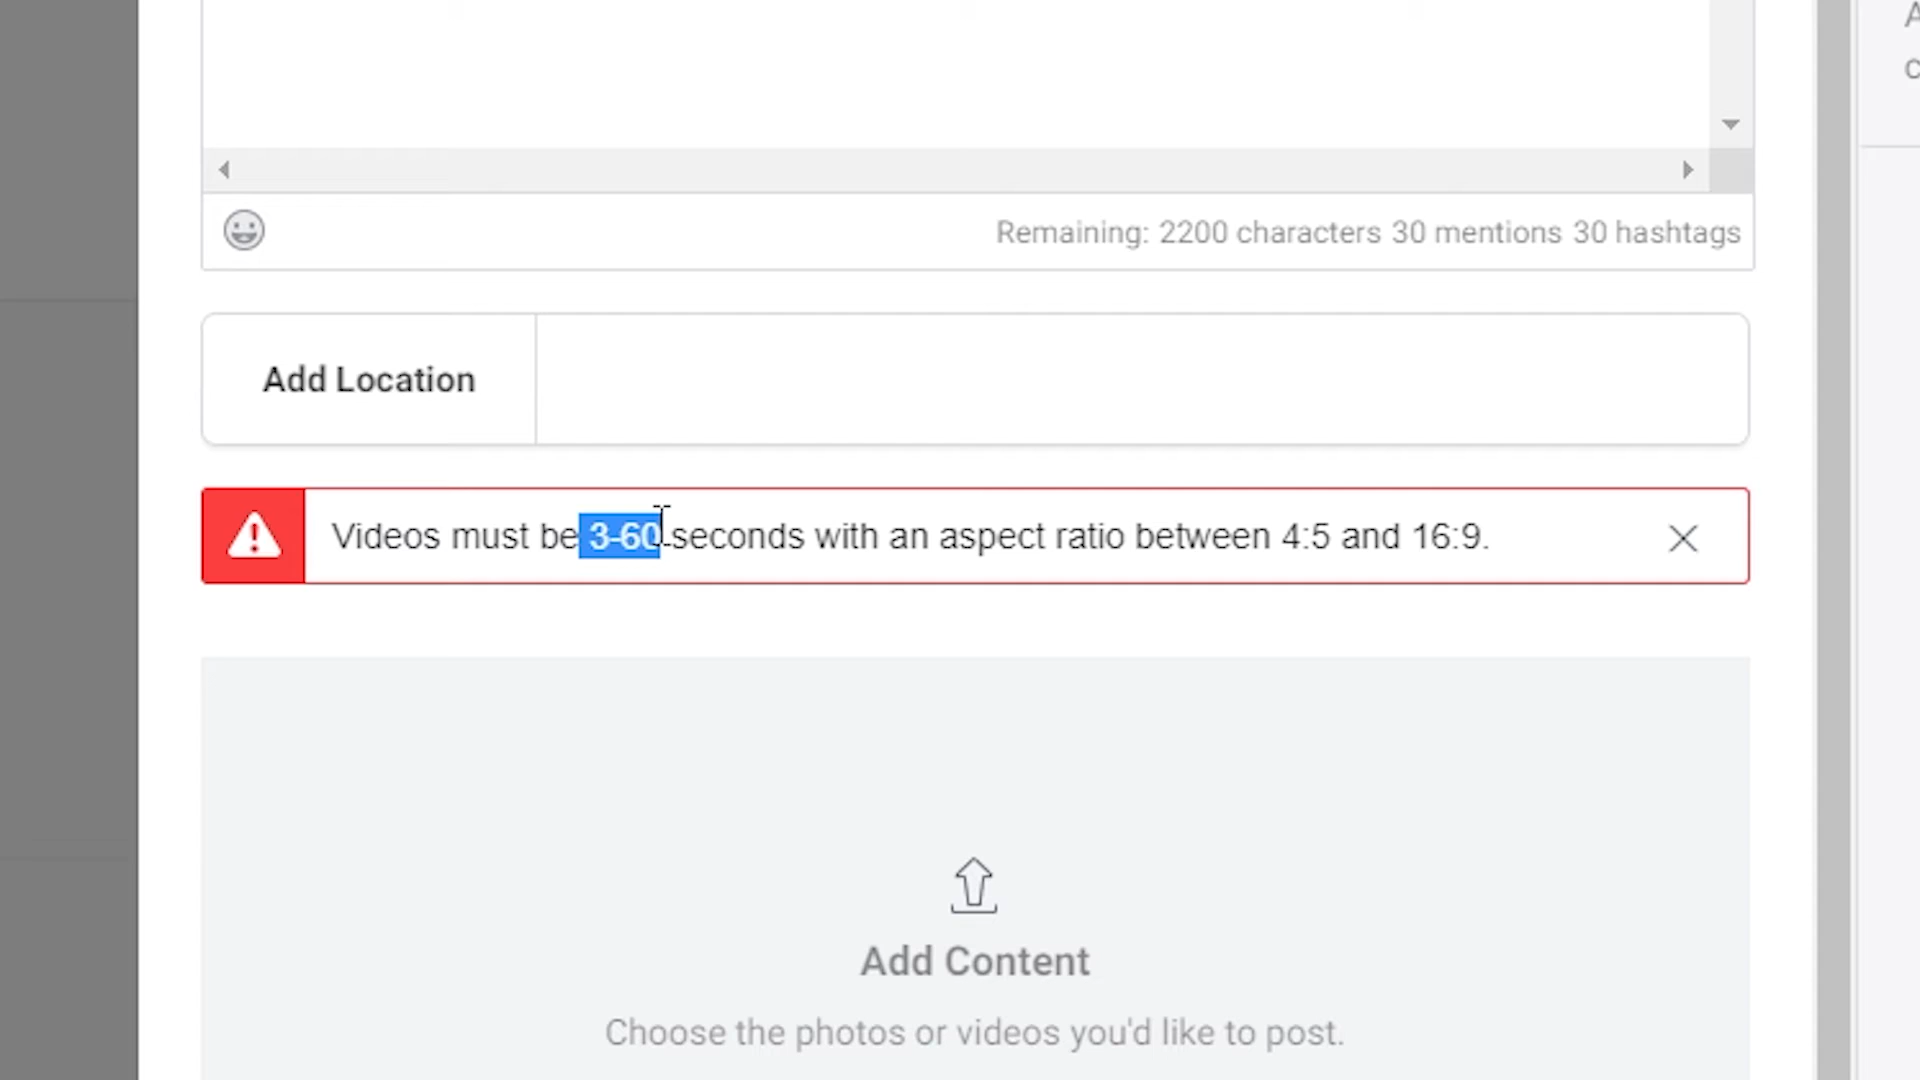 Remaining: 2200 characters 30 mentions 30 hashtags
Add Location
Videos must be 3-60 seconds with an aspect ratio between 4:5 and 16:9.
Add Content
Choose the photos or videos you'd like to post.